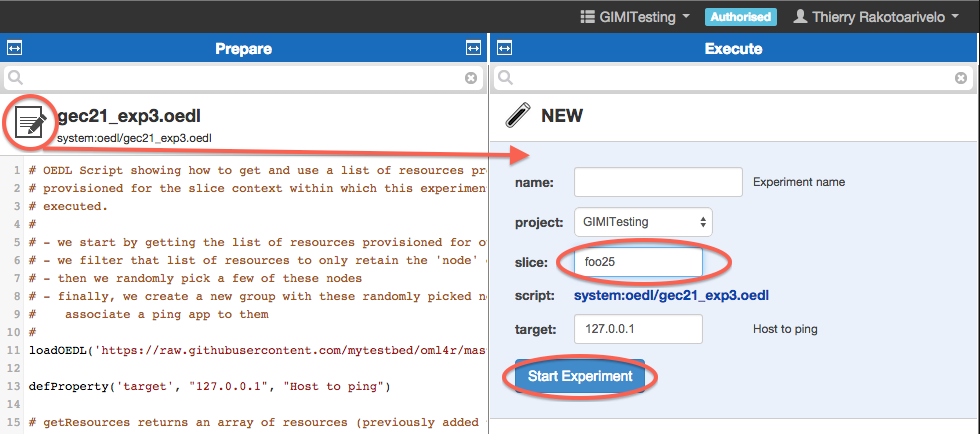 GIMITesting Authorised Thierry Rakotoarivelo
Prepare
gec21_exp3.oedl
system:oedl/gec21_exp3.oedl
1 # OEDL Script showing how to get and use a list of resources pr
2 # provisioned for the slice context within which this experiment
3 # executed.
4 #
5 # - we start by getting the list of resources provisioned for o
6 # - we filter that list of resources to only retain the 'node'
7 # - then we randomly pick a few of these nodes
8 # - finally, we create a new group with these randomly picked n
9 #    associate a ping app to them
10 #
11 loadOEDL('https://raw.githubusercontent.com/mytestbed/oml4r/mas
12
13 defProperty('target', "127.0.0.1", "Host to ping")
14
15 # getResources returns an array of resources (previously added
Execute
NEW
name: Experiment name
project: GIMITesting
slice: foo25
script: system:oedl/gec21_exp3.oedl
target: 127.0.0.1 Host to ping
Start Experiment